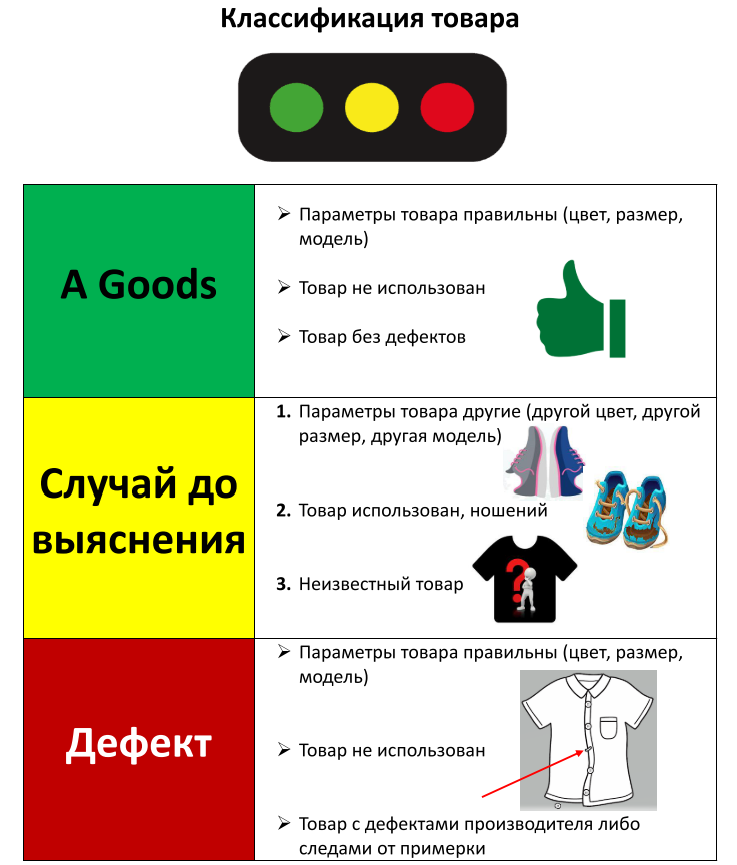 Классификация товара
A Goods
➢ Параметры товара правильны (цвет, размер,
модель)
➢ Товар не использован
➢ Товар без дефектов
Случай до
выяснения
1. Параметры товара другие (другой цвет, другой
размер, другая модель)
2. Товар использован, ношений
3. Неизвестный товар
?
Дефект
➢ Параметры товара правильны (цвет, размер,
модель)
➢ Товар не использован
➢ Товар с дефектами производителя либо
следами от примерки